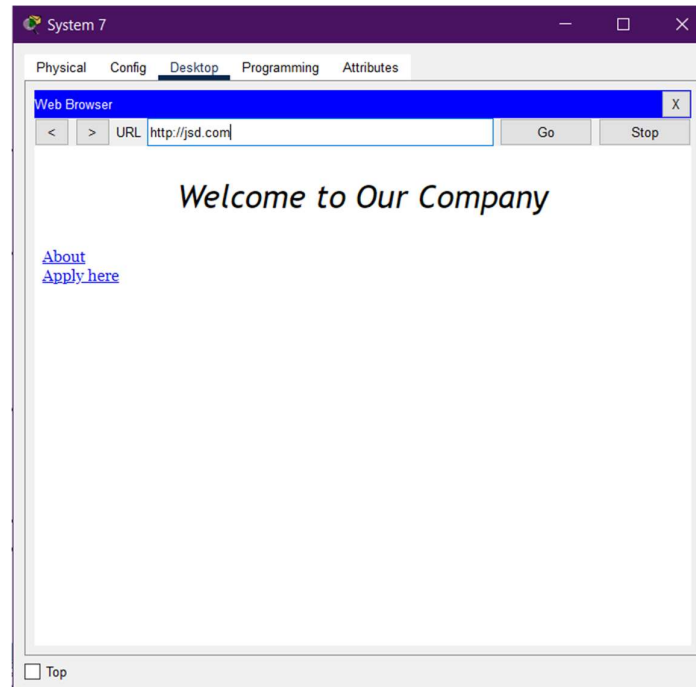 System 7
Physical Config Desktop Programming Attributes
Web Browser X
< > URL http://jsd.com Go Stop
Welcome to Our Company
About
Apply here
Top